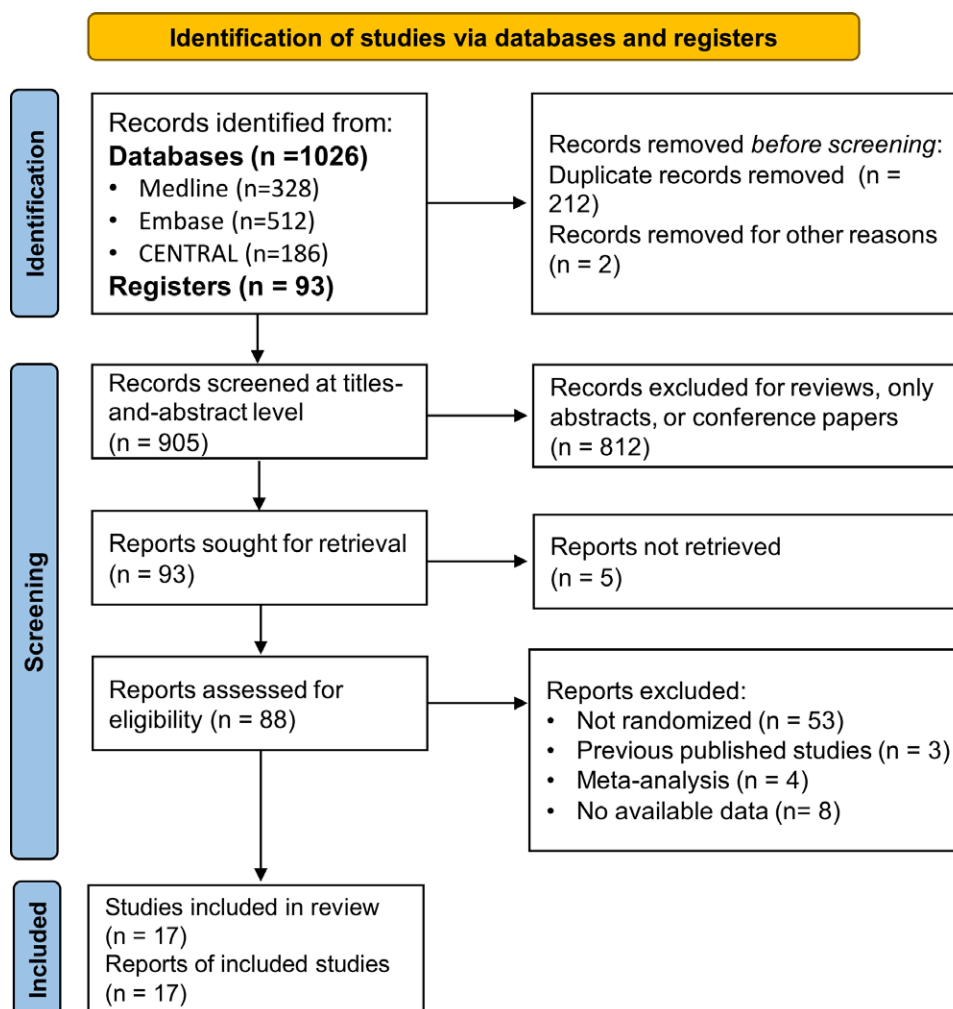 Identification of studies via databases and registers
Identification
Records identified from:
Databases (n =1026)
• Medline (n=328)
• Embase (n=512)
• CENTRAL (n=186)
Registers (n = 93)
Records removed before screening:
Duplicate records removed (n =
212)
Records removed for other reasons
(n = 2)
Screening
Records screened at titles-
and-abstract level
(n = 905)
Records excluded for reviews, only
abstracts, or conference papers
(n = 812)
Reports sought for retrieval
(n = 93)
Reports not retrieved
(n = 5)
Reports assessed for
eligibility (n = 88)
Reports excluded:
• Not randomized (n = 53)
• Previous published studies (n = 3)
• Meta-analysis (n = 4)
• No available data (n= 8)
Included
Studies included in review
(n = 17)
Reports of included studies
(n = 17)